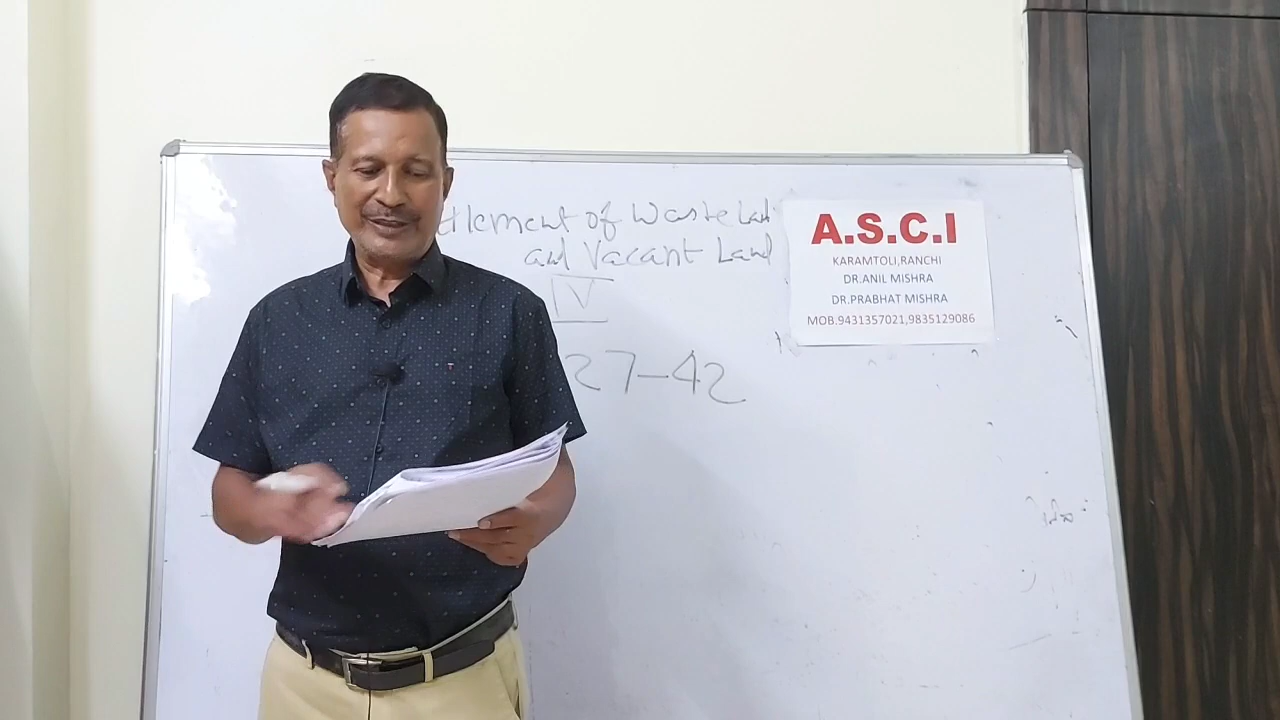 tlement of Waste Land
and Vacant Land
V
27-42
A.S.C.I
KARAMTOLI,RANCHI
DR.ANIL MISHRA
DR.PRABHAT MISHRA
MOB.9431357021,9835129086